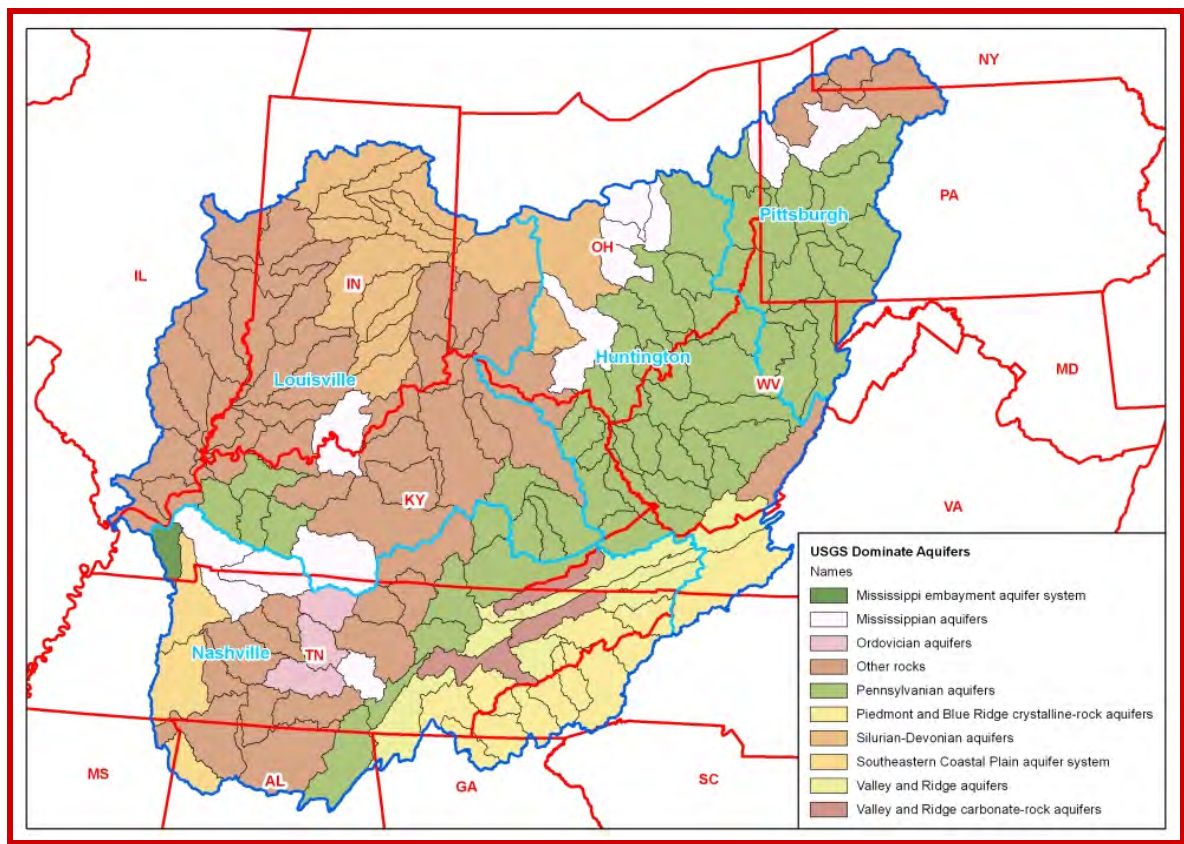 NY
PA
Pittsburgh
OH
IL
IN
Huntington
Louisville
WV
MD
KY
VA
Nashville
TN
MS
AL
GA
SC
USGS Dominate Aquifers
Names
Mississippi embayment aquifer system
Mississippian aquifers
Ordovician aquifers
Other rocks
Pennsylvanian aquifers
Piedmont and Blue Ridge crystalline-rock aquifers
Silurian-Devonian aquifers
Southeastern Coastal Plain aquifer system
Valley and Ridge aquifers
Valley and Ridge carbonate-rock aquifers